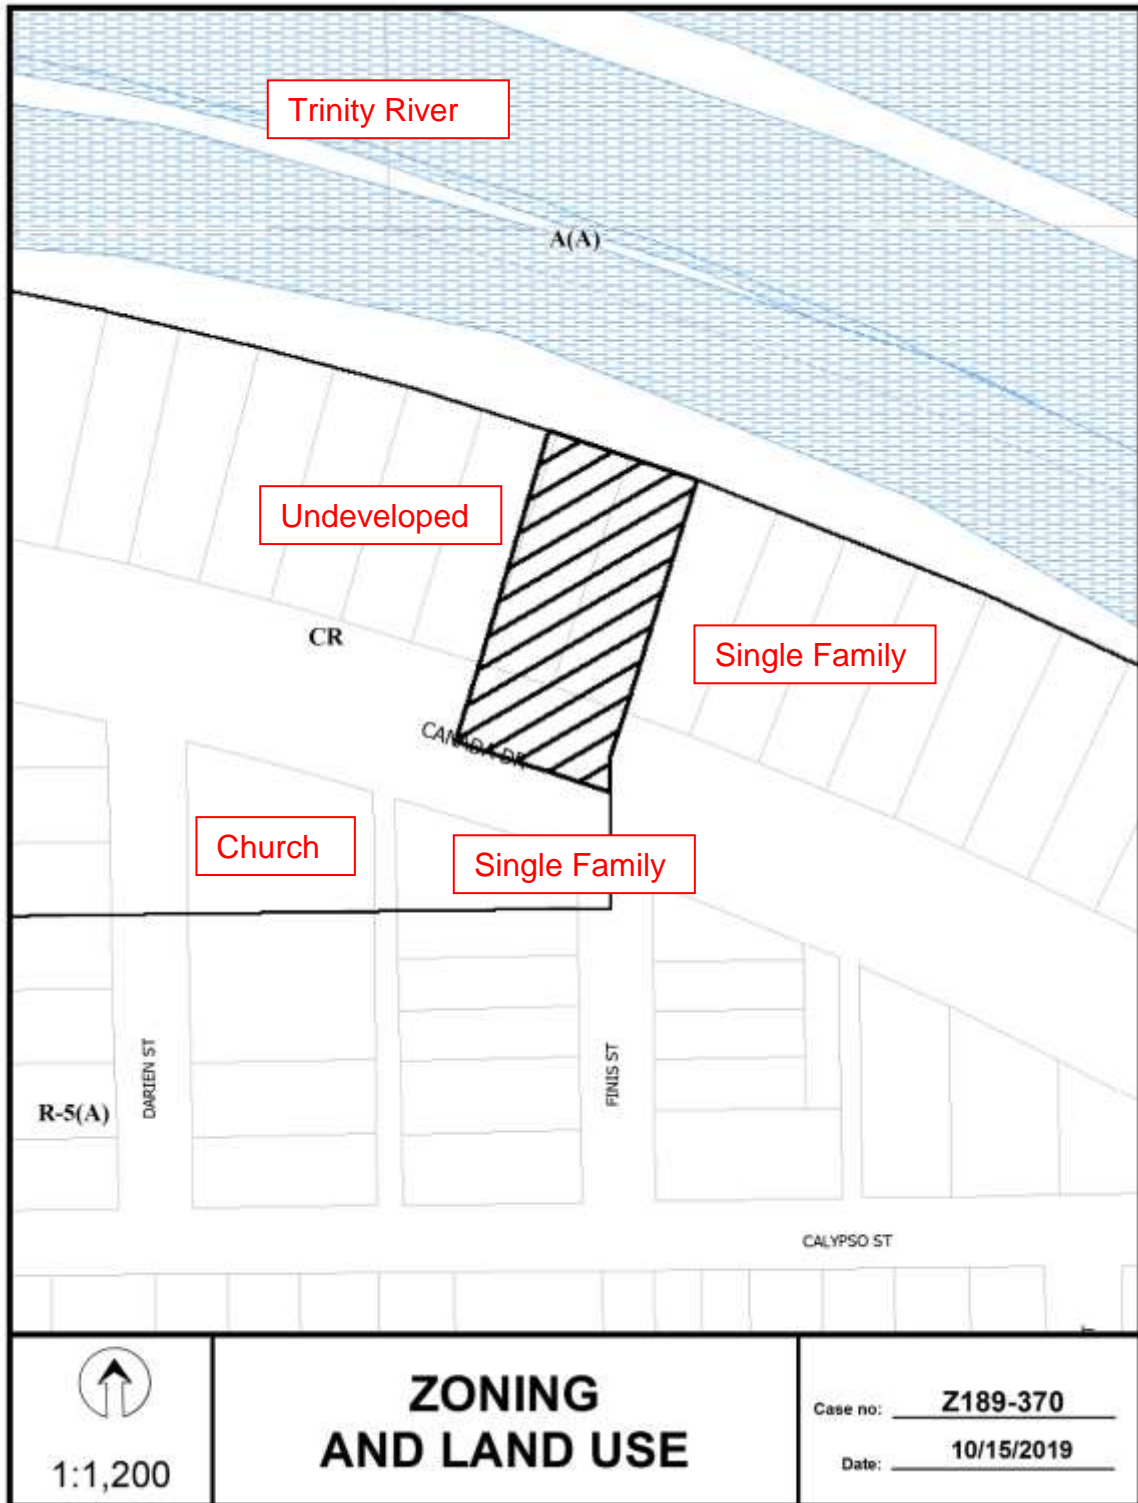 Trinity River
A(A)
Undeveloped
CR
Single Family
CANADA DR
Church
Single Family
DARIEN ST
FINIS ST
R-5(A)
CALYPSO ST
1:1,200
ZONING
AND LAND USE
Case no: Z189-370
Date: 10/15/2019